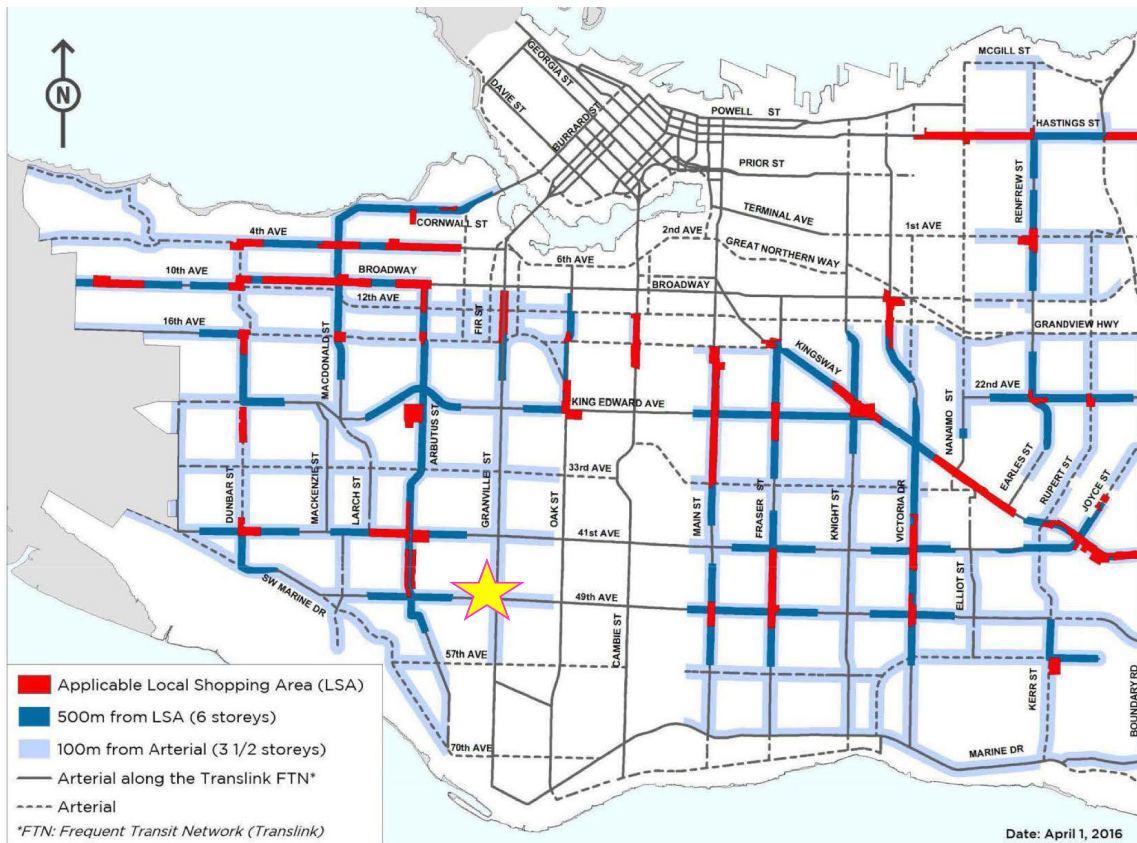 N
GEORGIA ST
DAVIE ST
BURRARD ST
MCGILL ST
POWELL ST
HASTINGS ST
PRIOR ST
RENFREW ST
CORNWALL ST
TERMINAL AVE
1st AVE
4th AVE
2nd AVE
GREAT NORTHERN WAY
6th AVE
10th AVE
BROADWAY
BROADWAY
12th AVE
16th AVE
MACDONALD ST
FIR ST
GRANDVIEW HWY
KINGSWAY
22nd AVE
KING EDWARD AVE
NANAIMO ST
ARBUTUS ST
DUNBAR ST
MACKENZIE ST
LARCH ST
GRANVILLE ST
OAK ST
33rd AVE
MAIN ST
FRASER ST
KNIGHT ST
VICTORIA DR
EARLES ST
RUPERT ST
JOYCE ST
41st AVE
ELLIOT ST
SW MARINE DR
49th AVE
CAMBIE ST
57th AVE
KERR ST
BOUNDARY RD
70th AVE
MARINE DR
Applicable Local Shopping Area (LSA)
500m from LSA (6 storeys)
100m from Arterial (3 1/2 storeys)
Arterial along the Translink FTN*
Arterial
*FTN: Frequent Transit Network (Translink)
Date: April 1, 2016